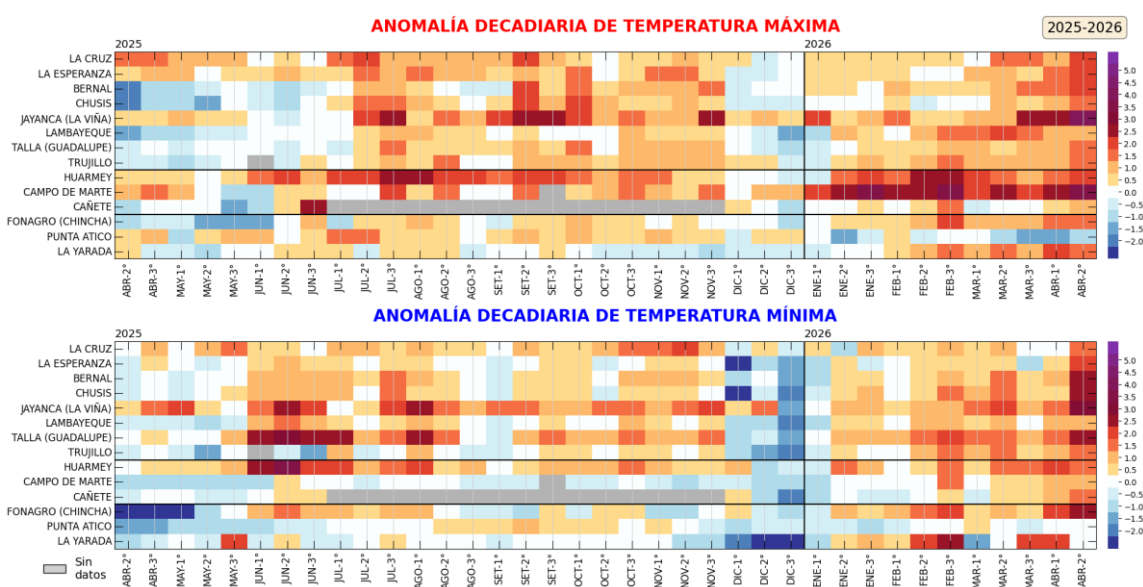 ANOMALÍA DECADIARIA DE TEMPERATURA MÁXIMA
2025-2026
2025
2026
LA CRUZ
LA ESPERANZA
BERNAL
CHUSIS
JAYANCA (LA VIÑA)
LAMBAYEQUE
TALLA (GUADALUPE)
TRUJILLO
HUARMEY
CAMPO DE MARTE
CAÑETE
FONAGRO (CHINCHA)
PUNTA ATICO
LA YARADA
5.0
4.5
4.0
3.5
3.0
2.5
2.0
1.5
1.0
0.5
−0.5
−1.0
−1.5
−2.0
ABR-2° ABR-3° MAY-1° MAY-2° MAY-3° JUN-1° JUN-2° JUN-3° JUL-1° JUL-2° JUL-3° AGO-1° AGO-2° AGO-3° SET-1° SET-2° SET-3° OCT-1° OCT-2° OCT-3° NOV-1° NOV-2° NOV-3° DIC-1° DIC-2° DIC-3° ENE-1° ENE-2° ENE-3° FEB-1° FEB-2° FEB-3° MAR-1° MAR-2° MAR-3° ABR-1° ABR-2°
ANOMALÍA DECADIARIA DE TEMPERATURA MÍNIMA
2025
2026
LA CRUZ
LA ESPERANZA
BERNAL
CHUSIS
JAYANCA (LA VIÑA)
LAMBAYEQUE
TALLA (GUADALUPE)
TRUJILLO
HUARMEY
CAMPO DE MARTE
CAÑETE
FONAGRO (CHINCHA)
PUNTA ATICO
LA YARADA
5.0
4.5
4.0
3.5
3.0
2.5
2.0
1.5
1.0
0.5
−0.5
−1.0
−1.5
−2.0
Sin
datos
ABR-2° ABR-3° MAY-1° MAY-2° MAY-3° JUN-1° JUN-2° JUN-3° JUL-1° JUL-2° JUL-3° AGO-1° AGO-2° AGO-3° SET-1° SET-2° SET-3° OCT-1° OCT-2° OCT-3° NOV-1° NOV-2° NOV-3° DIC-1° DIC-2° DIC-3° ENE-1° ENE-2° ENE-3° FEB-1° FEB-2° FEB-3° MAR-1° MAR-2° MAR-3° ABR-1° ABR-2°